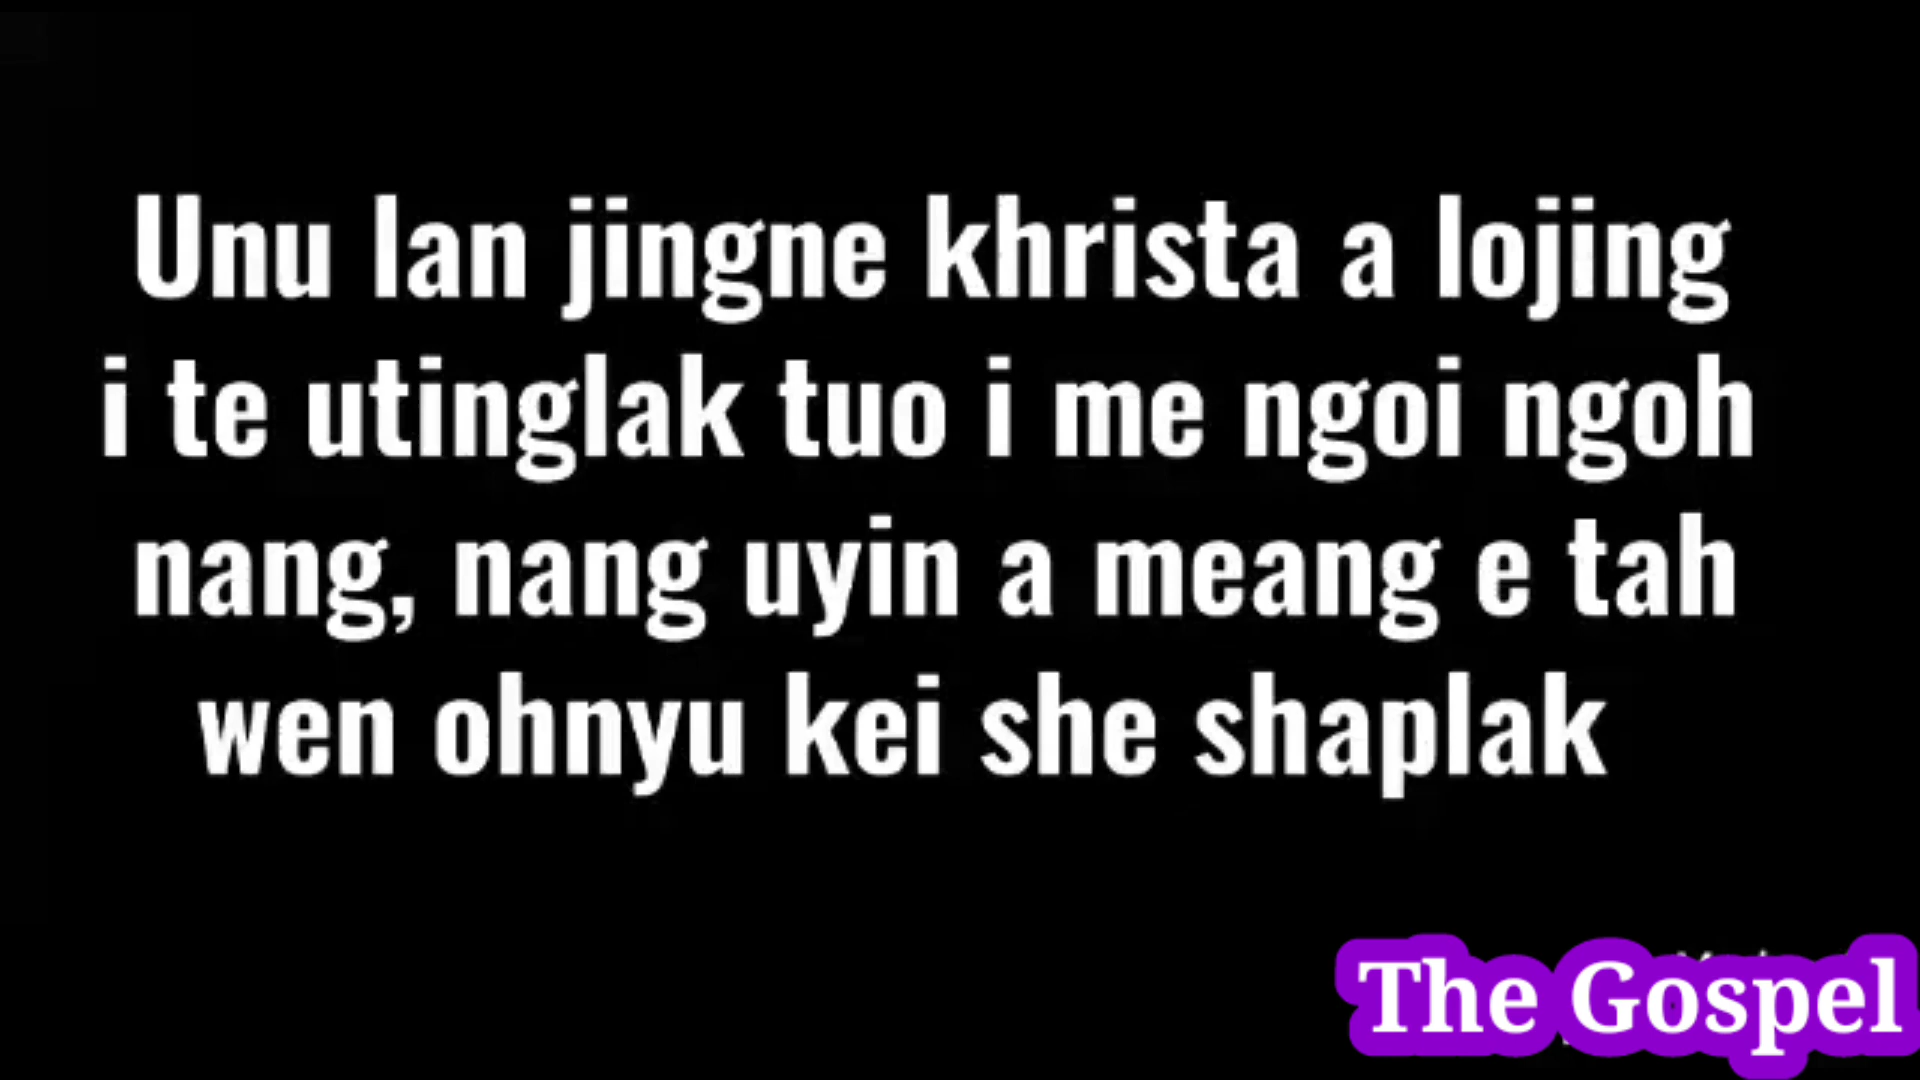 Unu lan jingne khrista a lojing
i te utinglak tuo i me ngoi ngoh
nang, nang uyin a meang e tah
wen ohnyu kei she shaplak
The Gospel